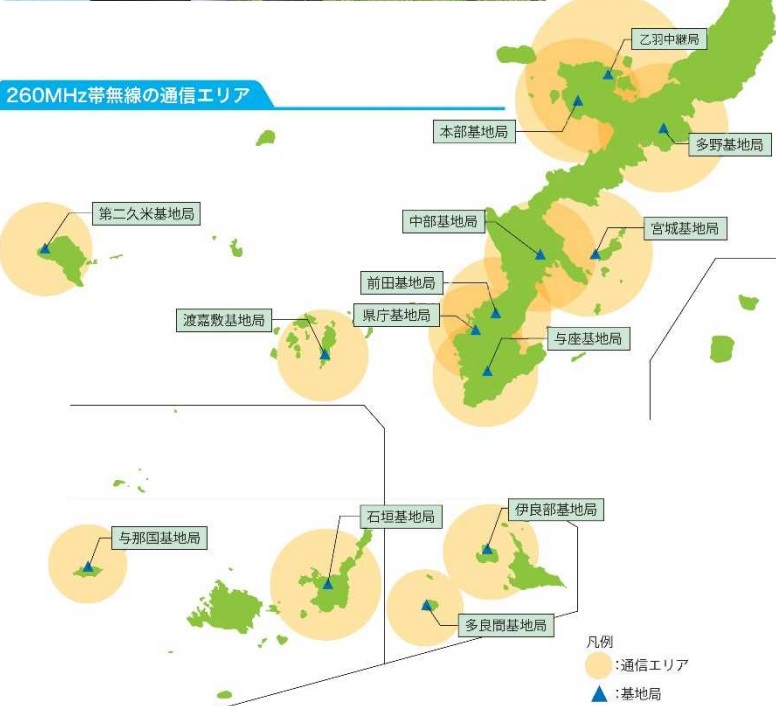 260MHz帯無線の通信エリア
乙羽中継局
本部基地局
多野基地局
第二久米基地局
中部基地局
宮城基地局
前田基地局
渡嘉敷基地局
県庁基地局
与座基地局
石垣基地局
伊良部基地局
与那国基地局
多良間基地局
凡例
:通信エリア
:基地局